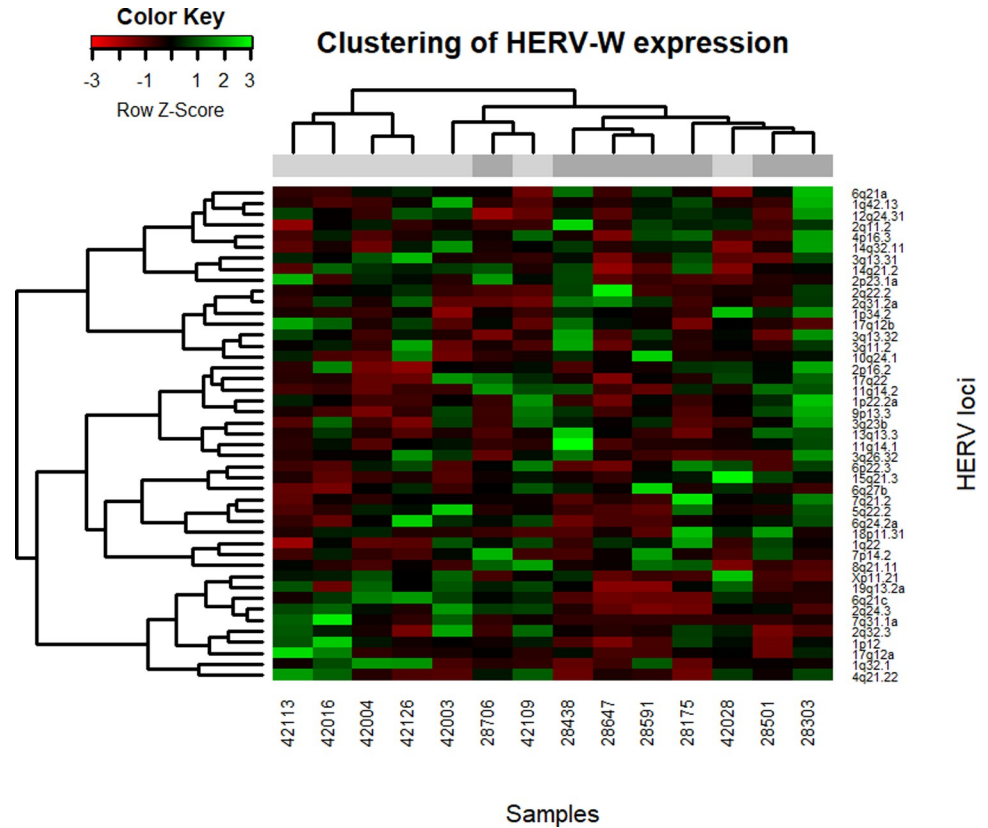 Color Key
Clustering of HERV-W expression
-3 -1 1 2 3
Row Z-Score
6q21a
1q42.13
12q24.31
2q11.2
4p16.3
14q32.11
3q13.31
14q21.2
2p23.1a
2q22.2
2q31.2a
1p34.2
17q12b
3q13.32
3q11.2
10q24.1
2p16.2
17q22
11q14.2
1p22.2a
9p13.3
3q23b
13q13.3
11q14.1
3q26.32
6p22.3
15q21.3
6q27b
7q21.2
5q22.2
6q24.2a
18p11.31
1q22
7p14.2
8q21.11
Xp11.21
19q13.2a
6q21c
2q24.3
7q31.1a
2q32.3
1p12
17q12a
1q32.1
4q21.22
HERV loci
42113 42016 42004 42126 42003 28706 42109 28438 28647 28591 28175 42028 28501 28303
Samples